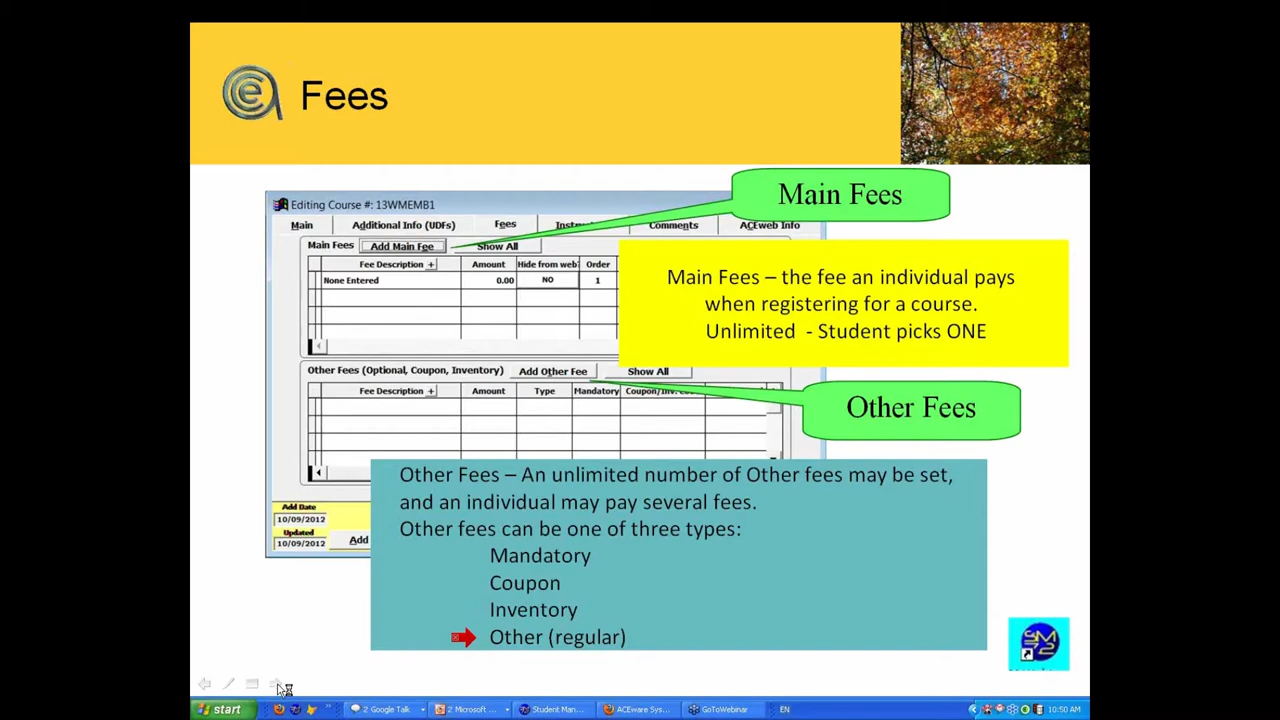 Fees
Main Fees
Editing Course #: 13WMEMB1
Main Additional Info (UDFs) Fees Comments ACEweb Info
Main Fees Add Main Fee Show All
Fee Description + Amount Hide from web? Order
None Entered 0.00 NO 1
Main Fees – the fee an individual pays
when registering for a course.
Unlimited - Student picks ONE
Other Fees (Optional, Coupon, Inventory) Add Other Fee Show All
Fee Description + Amount Type Mandatory
Other Fees
Other Fees – An unlimited number of Other fees may be set,
and an individual may pay several fees.
Other fees can be one of three types:
Mandatory
Coupon
Inventory
Other (regular)
Add Date
10/09/2012
Updated
10/09/2012 Add
start 2 Google Talk 2 Microsoft ... Student Man... ACEware Sys... GoToWebinar EN 10:50 AM